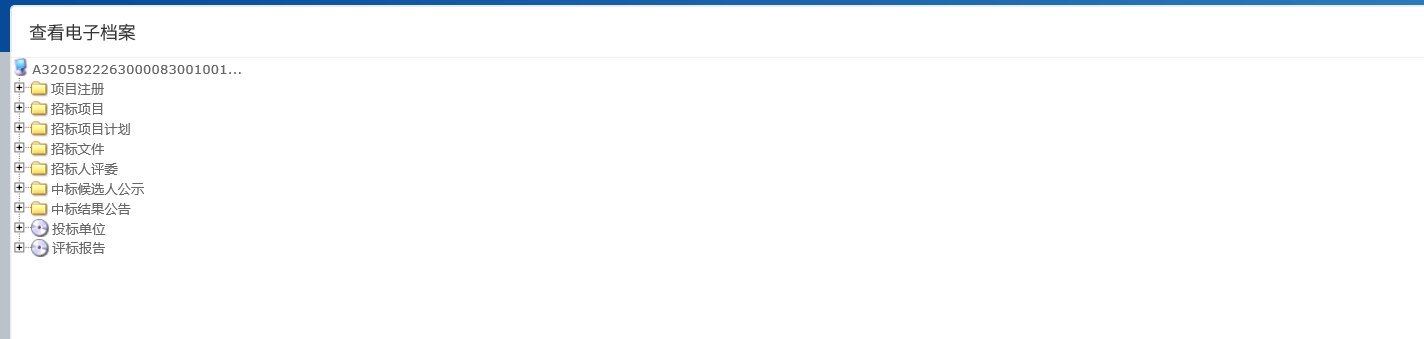 查看电子档案
A3205822263000083001001...
项目注册
招标项目
招标项目计划
招标文件
招标人评委
中标候选人公示
中标结果公告
投标单位
评标报告